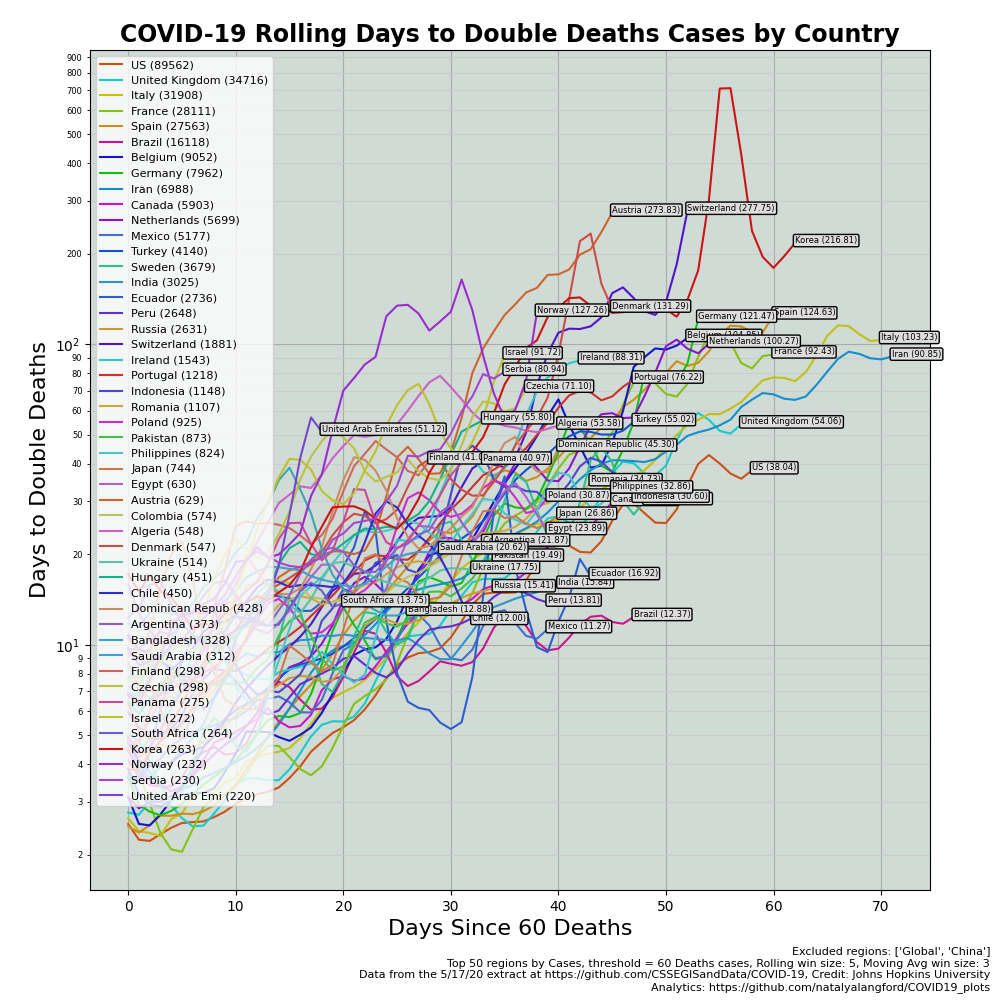 COVID-19 Rolling Days to Double Deaths Cases by Country
Days to Double Deaths
900
800
700
600
500
400
300
200
10²
90
80
70
60
50
40
30
20
10¹
9
8
7
6
5
4
3
2
US (89562)
United Kingdom (34716)
Italy (31908)
France (28111)
Spain (27563)
Brazil (16118)
Belgium (9052)
Germany (7962)
Iran (6988)
Canada (5903)
Netherlands (5699)
Mexico (5177)
Turkey (4140)
Sweden (3679)
India (3025)
Ecuador (2736)
Peru (2648)
Russia (2631)
Switzerland (1881)
Ireland (1543)
Portugal (1218)
Indonesia (1148)
Romania (1107)
Poland (925)
Pakistan (873)
Philippines (824)
Japan (744)
Egypt (630)
Austria (629)
Colombia (574)
Algeria (548)
Denmark (547)
Ukraine (514)
Hungary (451)
Chile (450)
Dominican Repub (428)
Argentina (373)
Bangladesh (328)
Saudi Arabia (312)
Finland (298)
Czechia (298)
Panama (275)
Israel (272)
South Africa (264)
Korea (263)
Norway (232)
Serbia (230)
United Arab Emi (220)
Austria (273.83)
Switzerland (277.75)
Korea (216.81)
Norway (127.26)
Denmark (131.29)
Germany (121.47)
Spain (124.63)
Netherlands (100.27)
France (92.43)
Italy (103.23)
Iran (90.85)
Israel (91.72)
Ireland (88.31)
Serbia (80.94)
Portugal (76.22)
Czechia (71.10)
Hungary (55.80)
Algeria (53.58)
Turkey (55.02)
United Kingdom (54.06)
United Arab Emirates (51.12)
Dominican Republic (45.30)
Finland (41.0
Panama (40.97)
US (38.04)
Romania (34.73)
Philippines (32.86)
Poland (30.87)
Indonesia (30.60)
Japan (26.86)
Egypt (23.89)
Argentina (21.87)
Saudi Arabia (20.62)
Pakistan (19.49)
Ukraine (17.75)
Ecuador (16.92)
India (15.84)
Russia (15.41)
South Africa (13.75)
Peru (13.81)
Bangladesh (12.88)
Chile (12.00)
Brazil (12.37)
Mexico (11.27)
0 10 20 30 40 50 60 70
Days Since 60 Deaths
Excluded regions: ['Global', 'China']
Top 50 regions by Cases, threshold = 60 Deaths cases, Rolling win size: 5, Moving Avg win size: 3
Data from the 5/17/20 extract at https://github.com/CSSEGISandData/COVID-19, Credit: Johns Hopkins University
Analytics: https://github.com/natalyalangford/COVID19_plots